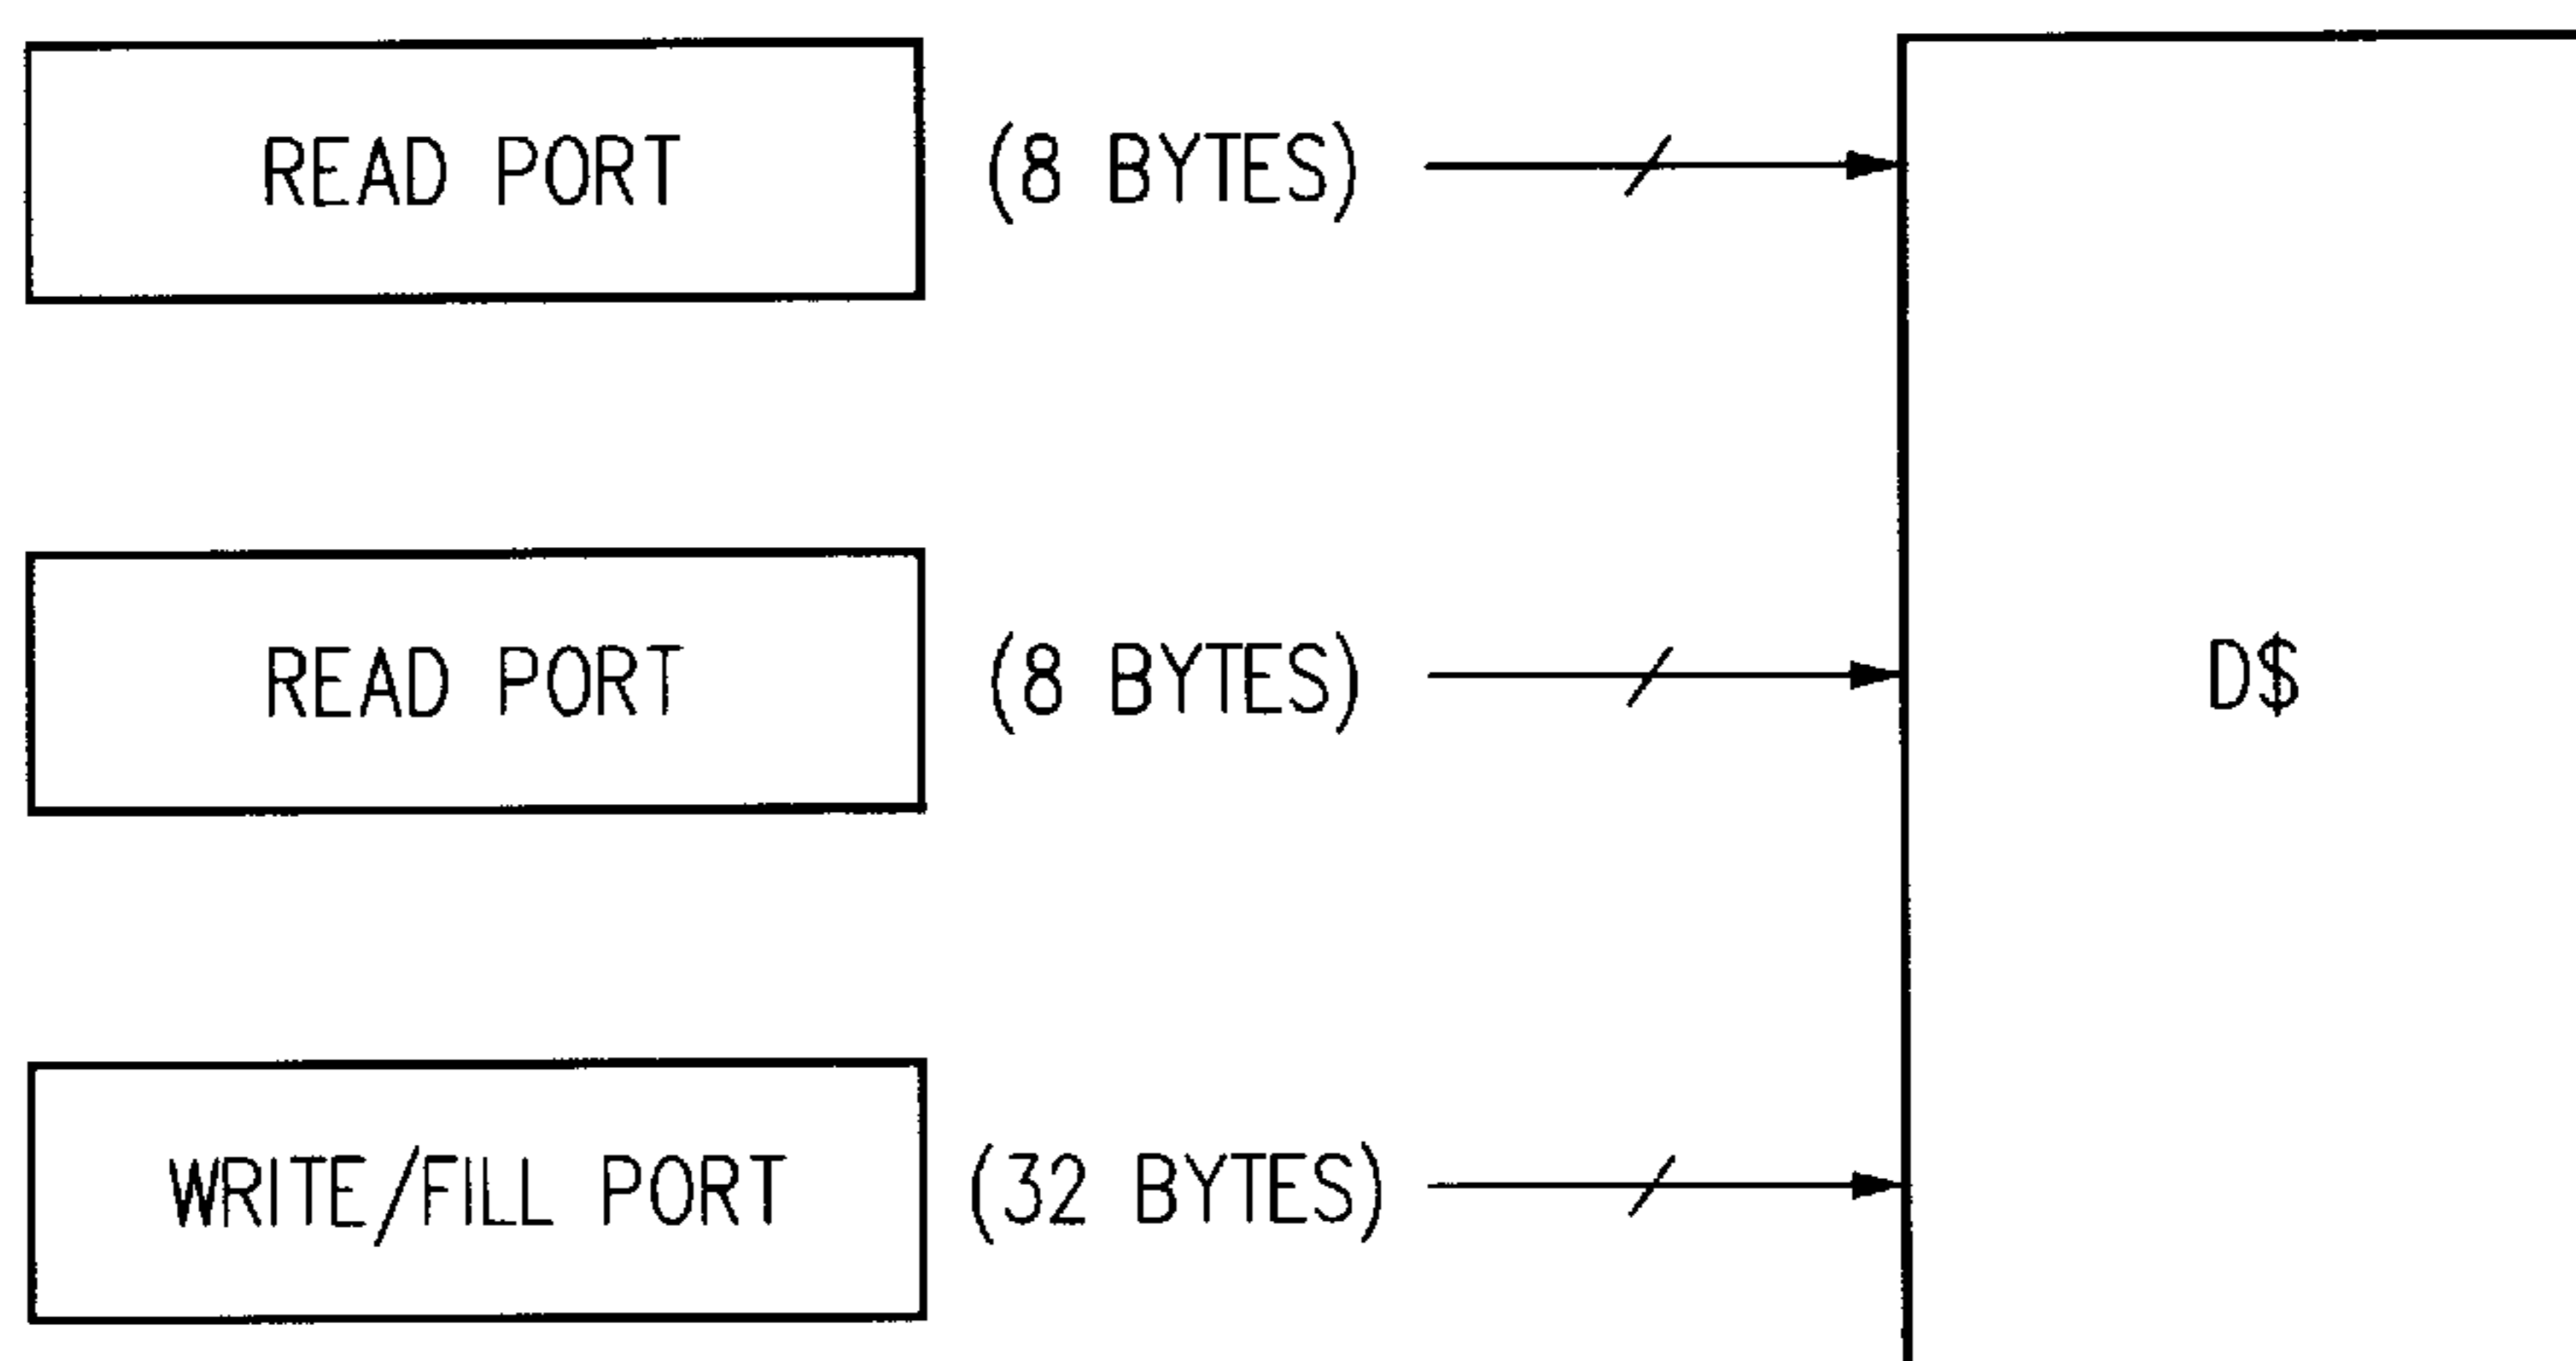 READ PORT (8 BYTES)
READ PORT (8 BYTES)
D$
WRITE/FILL PORT (32 BYTES)